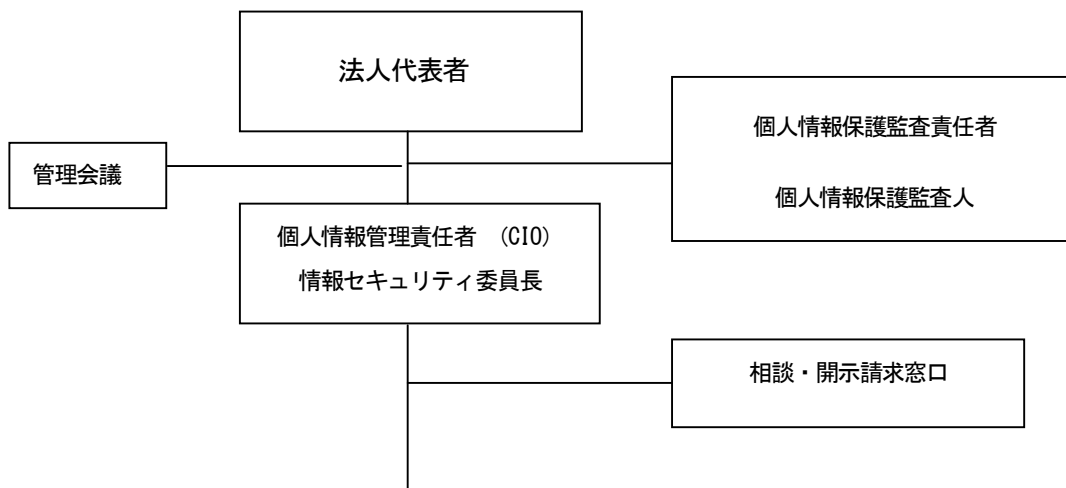 法人代表者
個人情報保護監査責任者
管理会議
個人情報保護監査人
個人情報管理責任者 (CIO)
情報セキュリティ委員長
相談・開示請求窓口